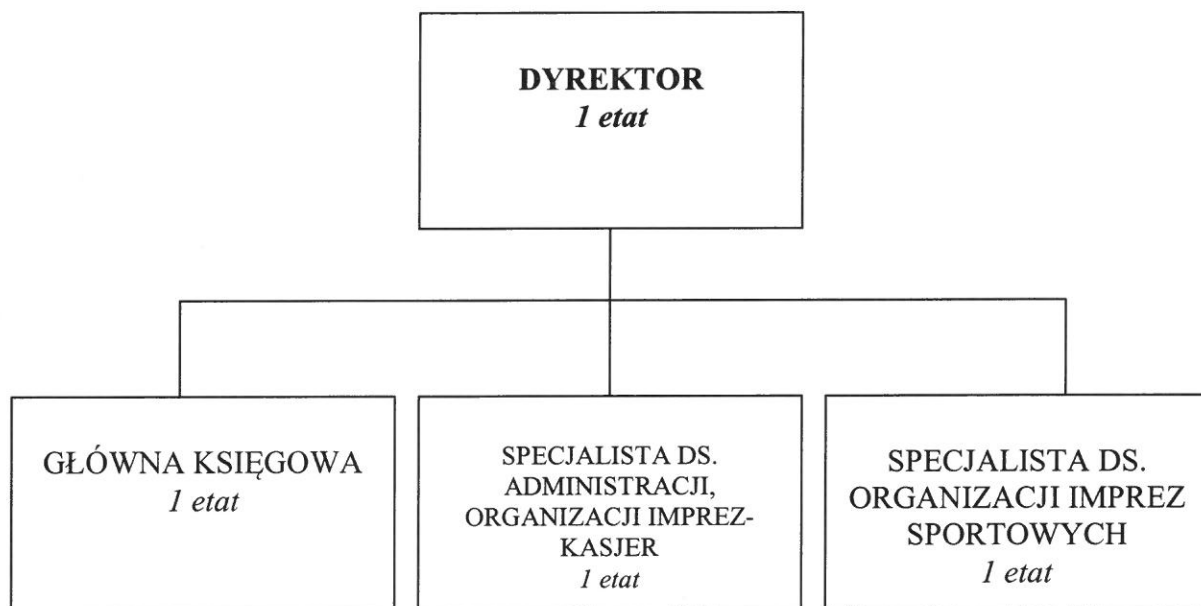 DYREKTOR
1 etat
GŁÓWNA KSIĘGOWA
1 etat
SPECJALISTA DS.
ADMINISTRACJI,
ORGANIZACJI IMPREZ-
KASJER
1 etat
SPECJALISTA DS.
ORGANIZACJI IMPREZ
SPORTOWYCH
1 etat